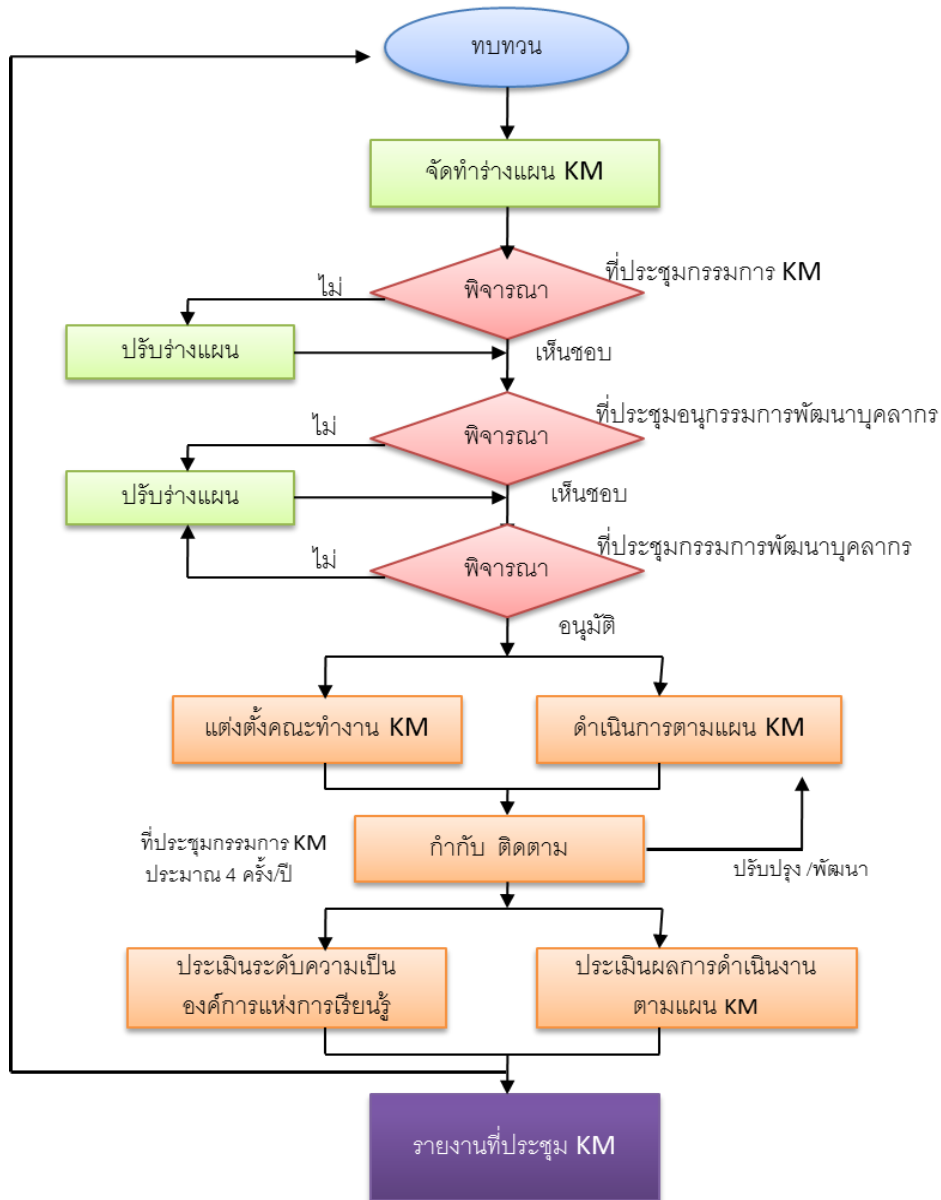 ทบทวน
จัดทำร่างแผน KM
ที่ประชุมกรรมการ KM
พิจารณา
ไม่
ปรับร่างแผน
เห็นชอบ
ที่ประชุมอนุกรรมการพัฒนาบุคลากร
ไม่
พิจารณา
ปรับร่างแผน
เห็นชอบ
ที่ประชุมกรรมการพัฒนาบุคลากร
ไม่
พิจารณา
อนุมัติ
แต่งตั้งคณะทำงาน KM
ดำเนินการตามแผน KM
ที่ประชุมกรรมการ KM
ประมาณ 4 ครั้ง/ปี
กำกับ ติดตาม
ปรับปรุง /พัฒนา
ประเมินระดับความเป็น
องค์การแห่งการเรียนรู้
ประเมินผลการดำเนินงาน
ตามแผน KM
รายงานที่ประชุม KM